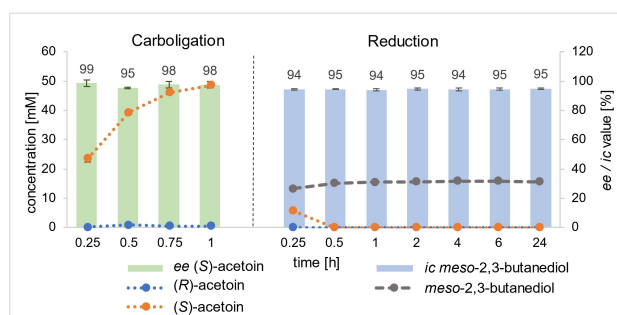 Carboligation
Reduction
60
50
40
30
20
10
0
concentration [mM]
99 95 98 98
94 95 94 95 94 95 95
120
100
80
60
40
20
0
ee / ic value [%]
0.25 0.5 0.75 1
0.25 0.5 1 2 4 6 24
time [h]
ee (S)-acetoin
(R)-acetoin
(S)-acetoin
ic meso-2,3-butanediol
meso-2,3-butanediol